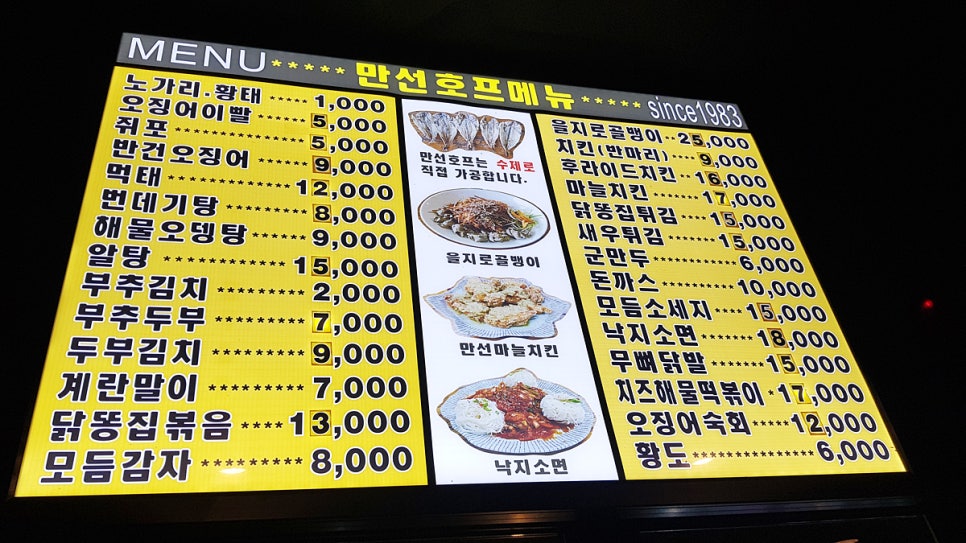 MENU***** 만선호프메뉴 ***** since1983
노가리.황태 ····· 1,000
오징어이빨 ······ 5,000
쥐포 ·············· 5,000
반건오징어 ······ 9,000
먹태 ·············· 12,000
번데기탕 ········· 8,000
해물오뎅탕 ······ 9,000
알탕 ·············· 15,000
부추김치 ········· 2,000
부추두부 ········· 7,000
두부김치 ········· 9,000
계란말이 ········· 7,000
닭똥집볶음 ···· 13,000
모듬감자 ········· 8,000
만선호프는 수제로
직접 가공합니다.
을지로골뱅이
만선마늘치킨
낙지소면
을지로골뱅이·· 25,000
치킨(반마리)···· 9,000
후라이드치킨·· 16,000
마늘치킨 ······ 17,000
닭똥집튀김 ···· 15,000
새우튀김 ······· 15,000
군만두 ··········· 6,000
돈까스 ········· 10,000
모듬소세지 ···· 15,000
낙지소면 ······· 18,000
무뼈닭발 ······· 15,000
치즈해물떡볶이 · 17,000
오징어숙회 ····· 12,000
황도 ·············· 6,000